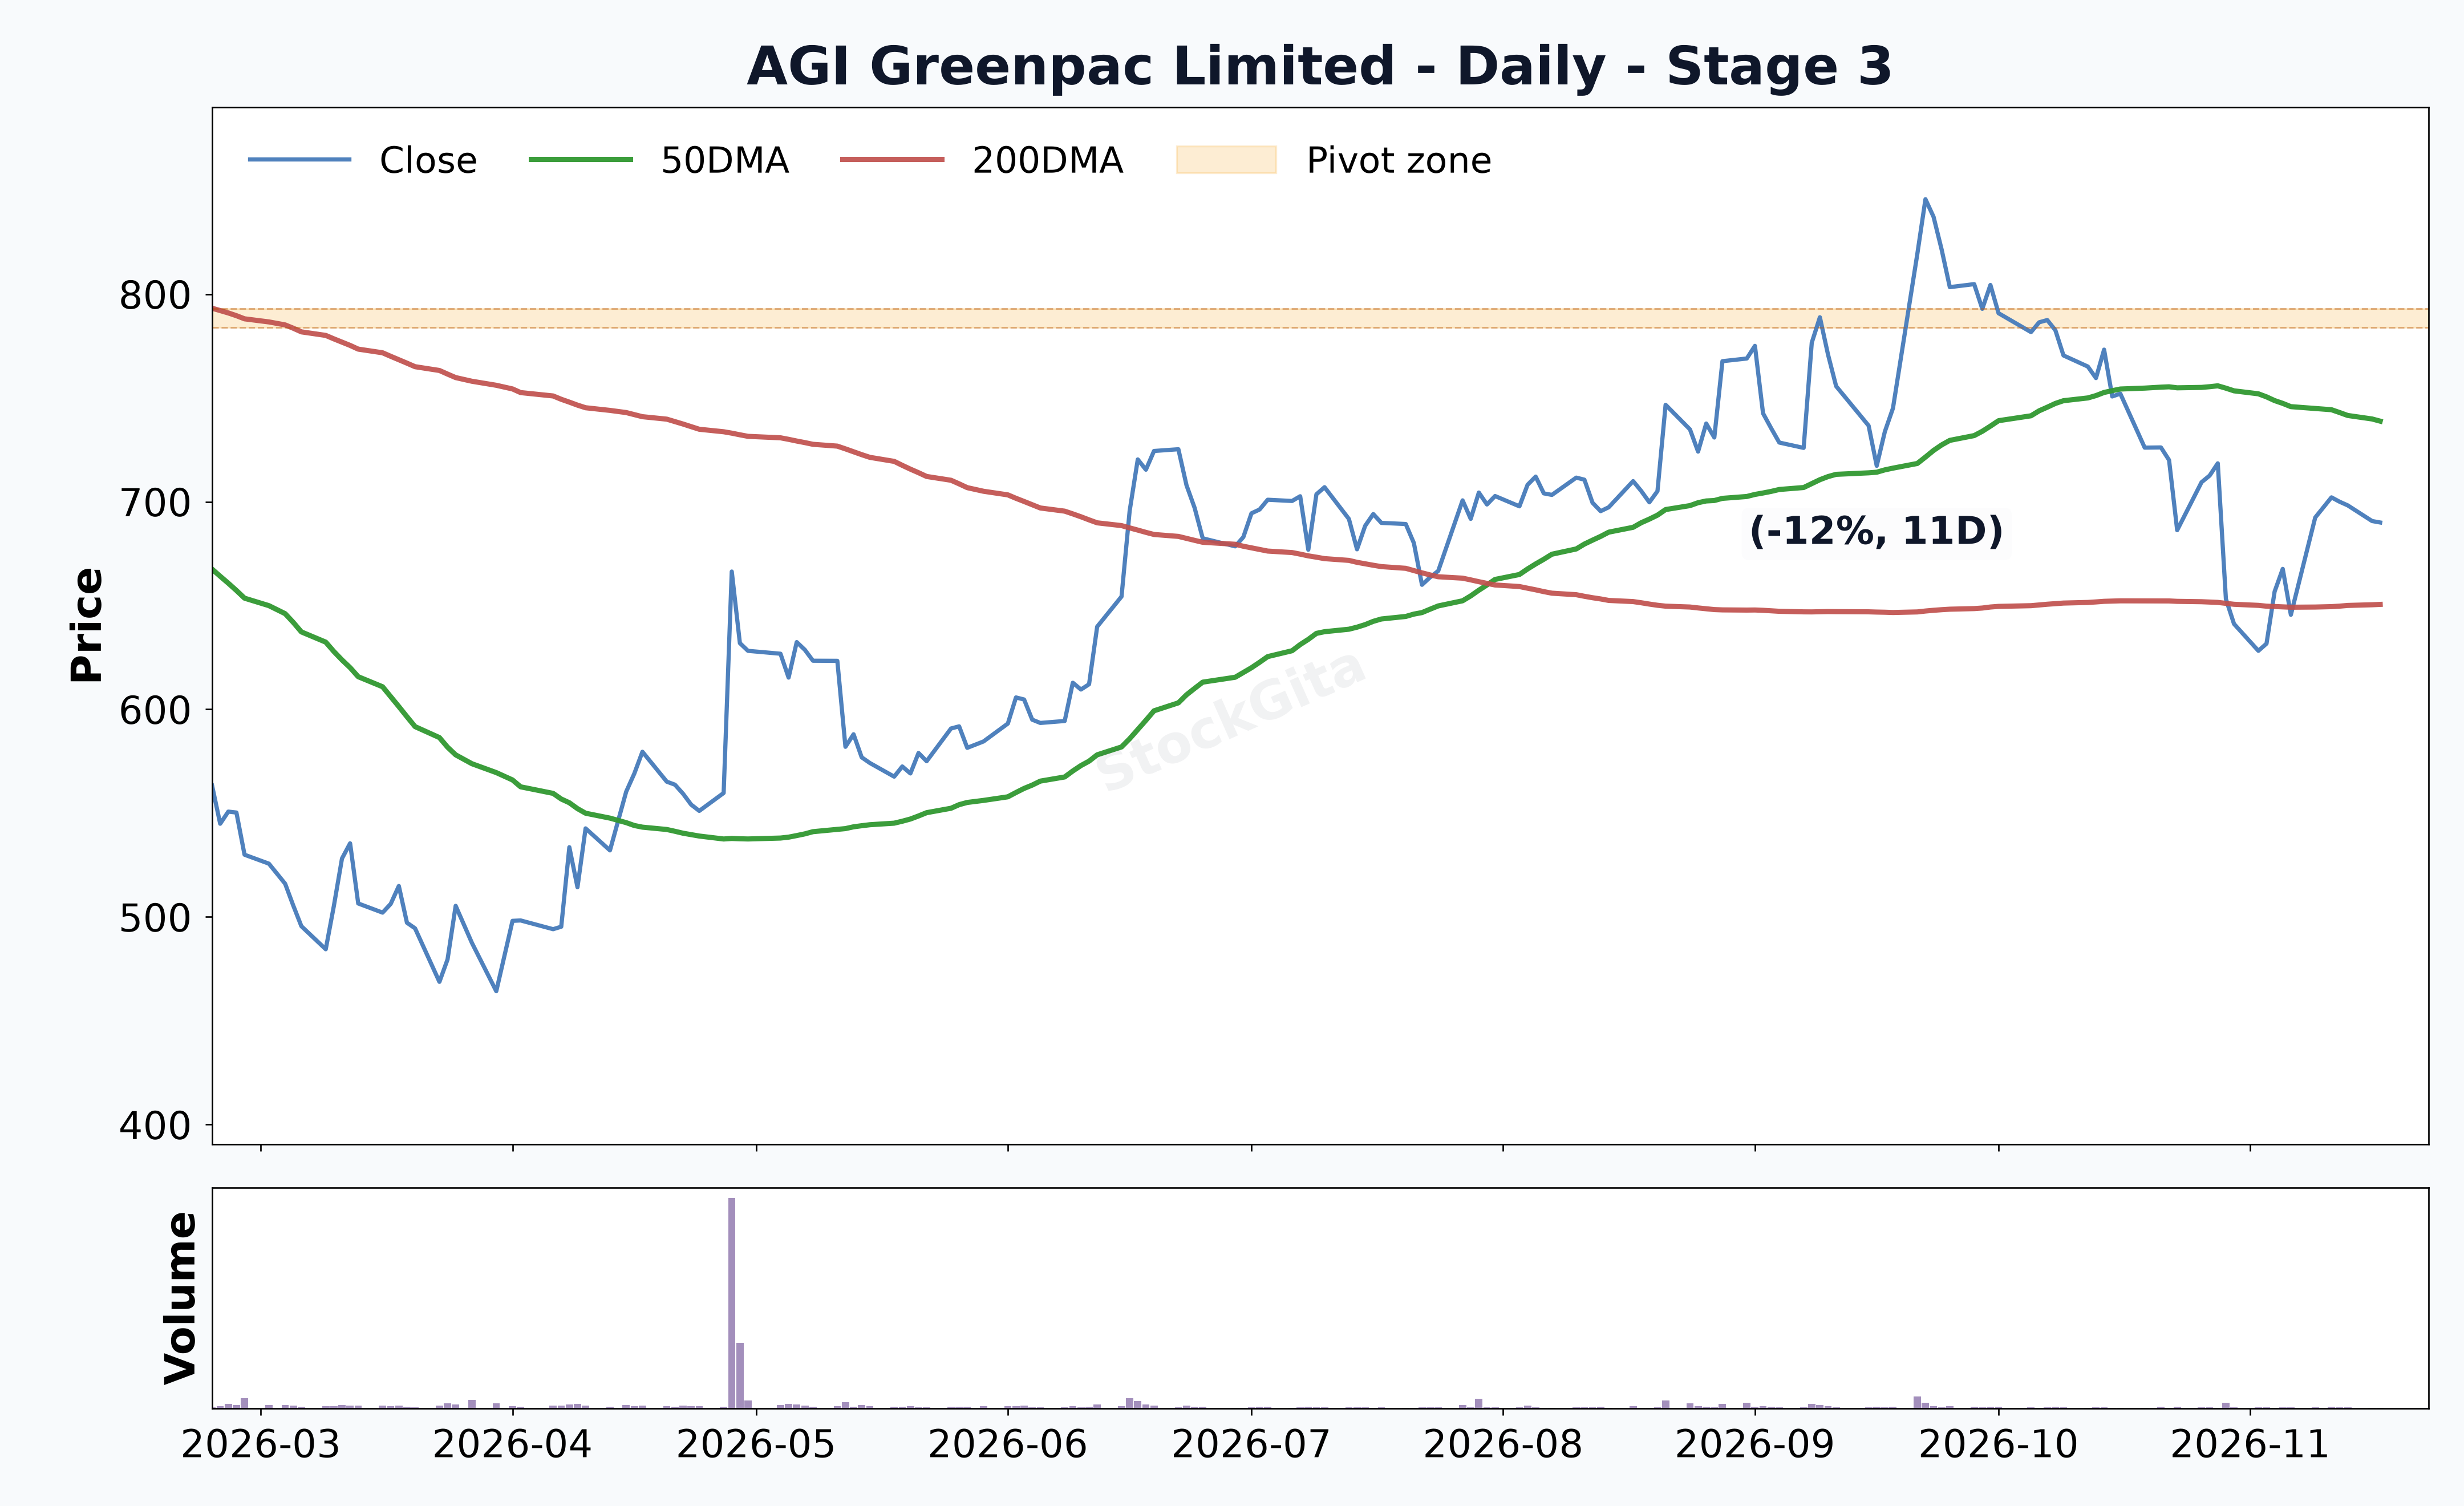 AGI Greenpac Limited - Daily - Stage 3
Close 50DMA 200DMA Pivot zone
800
700
600
500
400
Price
(-12%, 11D)
StockGita
Volume
2026-03 2026-04 2026-05 2026-06 2026-07 2026-08 2026-09 2026-10 2026-11